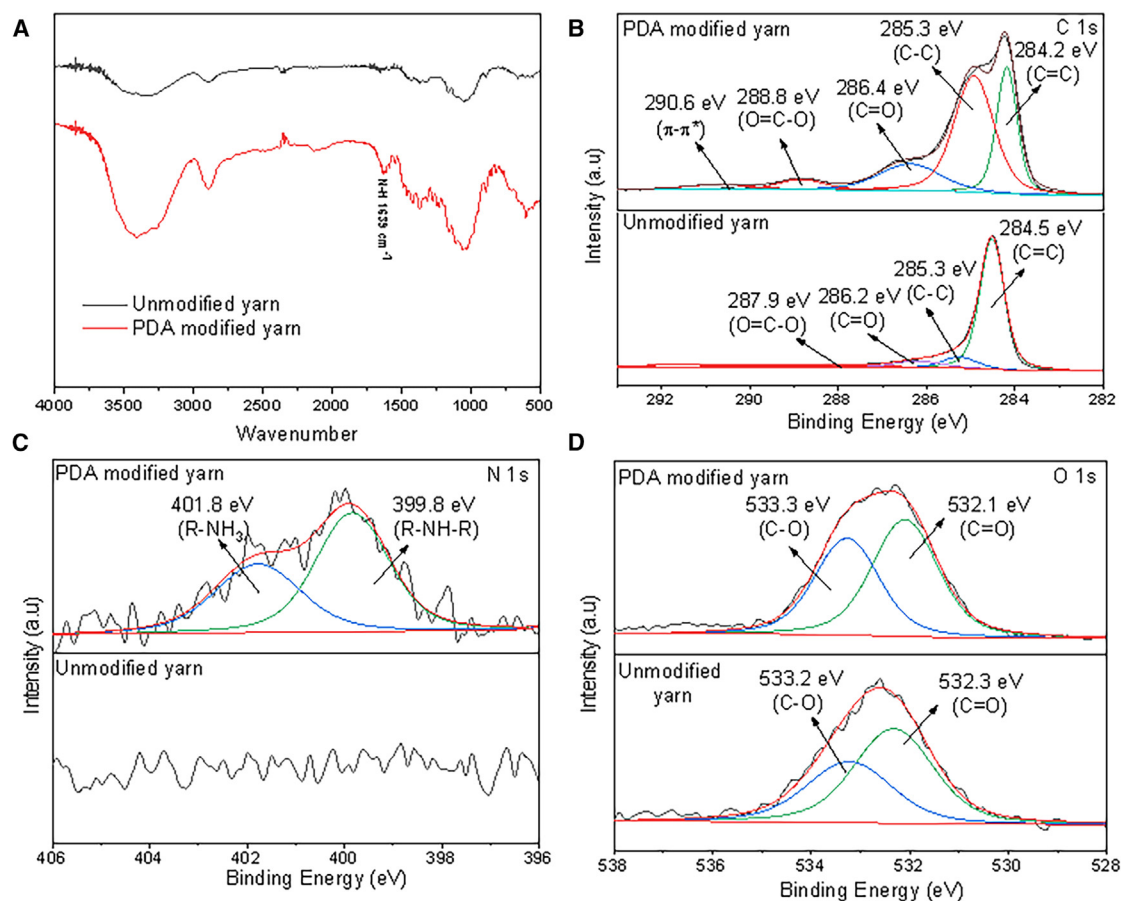 A
Unmodified yarn
PDA modified yarn
N-H 1639 cm⁻¹
4000 3500 3000 2500 2000 1500 1000 500
Wavenumber
B
PDA modified yarn
C 1s
285.3 eV
(C-C)
284.2 eV
(C=C)
286.4 eV
(C=O)
288.8 eV
(O=C-O)
290.6 eV
(π-π*)
Unmodified yarn
284.5 eV
(C=C)
285.3 eV
(C-C)
286.2 eV
(C=O)
287.9 eV
(O=C-O)
Intensity (a.u)
292 290 288 286 284 282
Binding Energy (eV)
C
PDA modified yarn
N 1s
401.8 eV
(R-NH₃)
399.8 eV
(R-NH-R)
Unmodified yarn
Intensity (a.u)
406 404 402 400 398 396
Binding Energy (eV)
D
PDA modified yarn
O 1s
533.3 eV
(C-O)
532.1 eV
(C=O)
Unmodified
yarn
533.2 eV
(C-O)
532.3 eV
(C=O)
Intensity (a.u)
538 536 534 532 530 528
Binding Energy (eV)